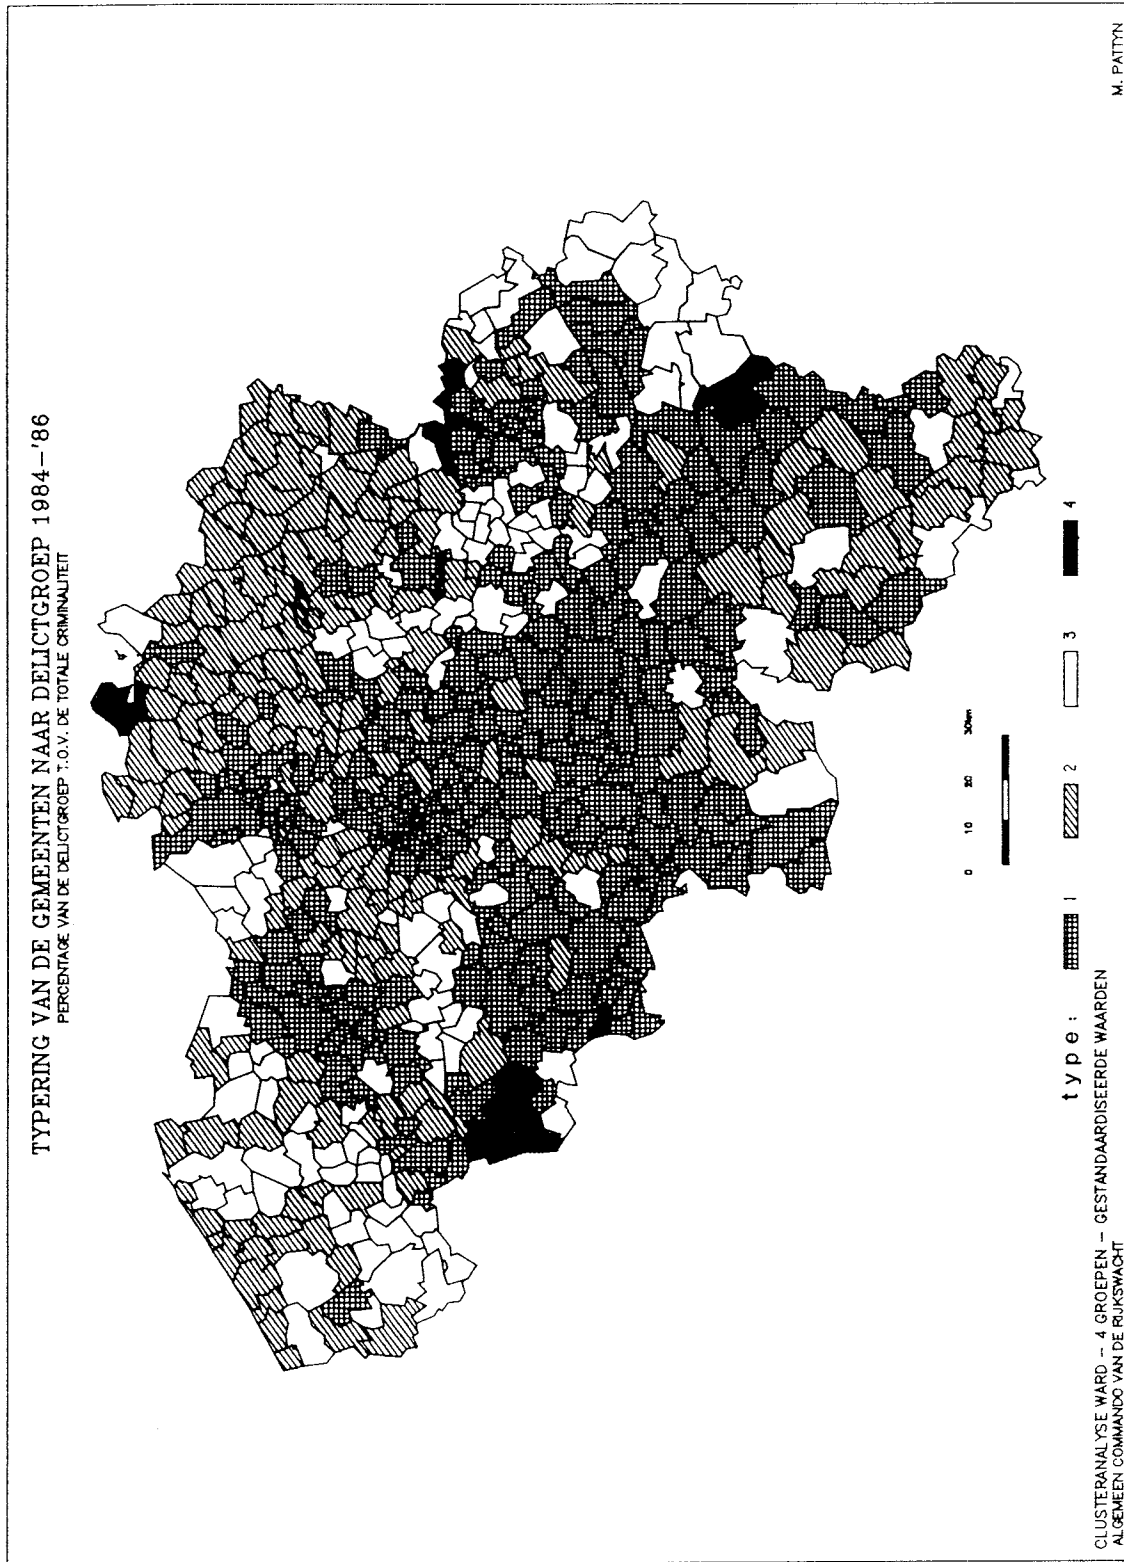 TYPERING VAN DE GEMEENTEN NAAR DELICTGROEP 1984-'86
PERCENTAGE VAN DE DELICTGROEP T.O.V. DE TOTALE CRIMINALITEIT
0 10 20 30km
type: 1 2 3 4
CLUSTERANALYSE WARD - 4 GROEPEN - GESTANDAARDISEERDE WAARDEN
ALGEMEEN COMMANDO VAN DE RIJKSWACHT
M. PATTYN